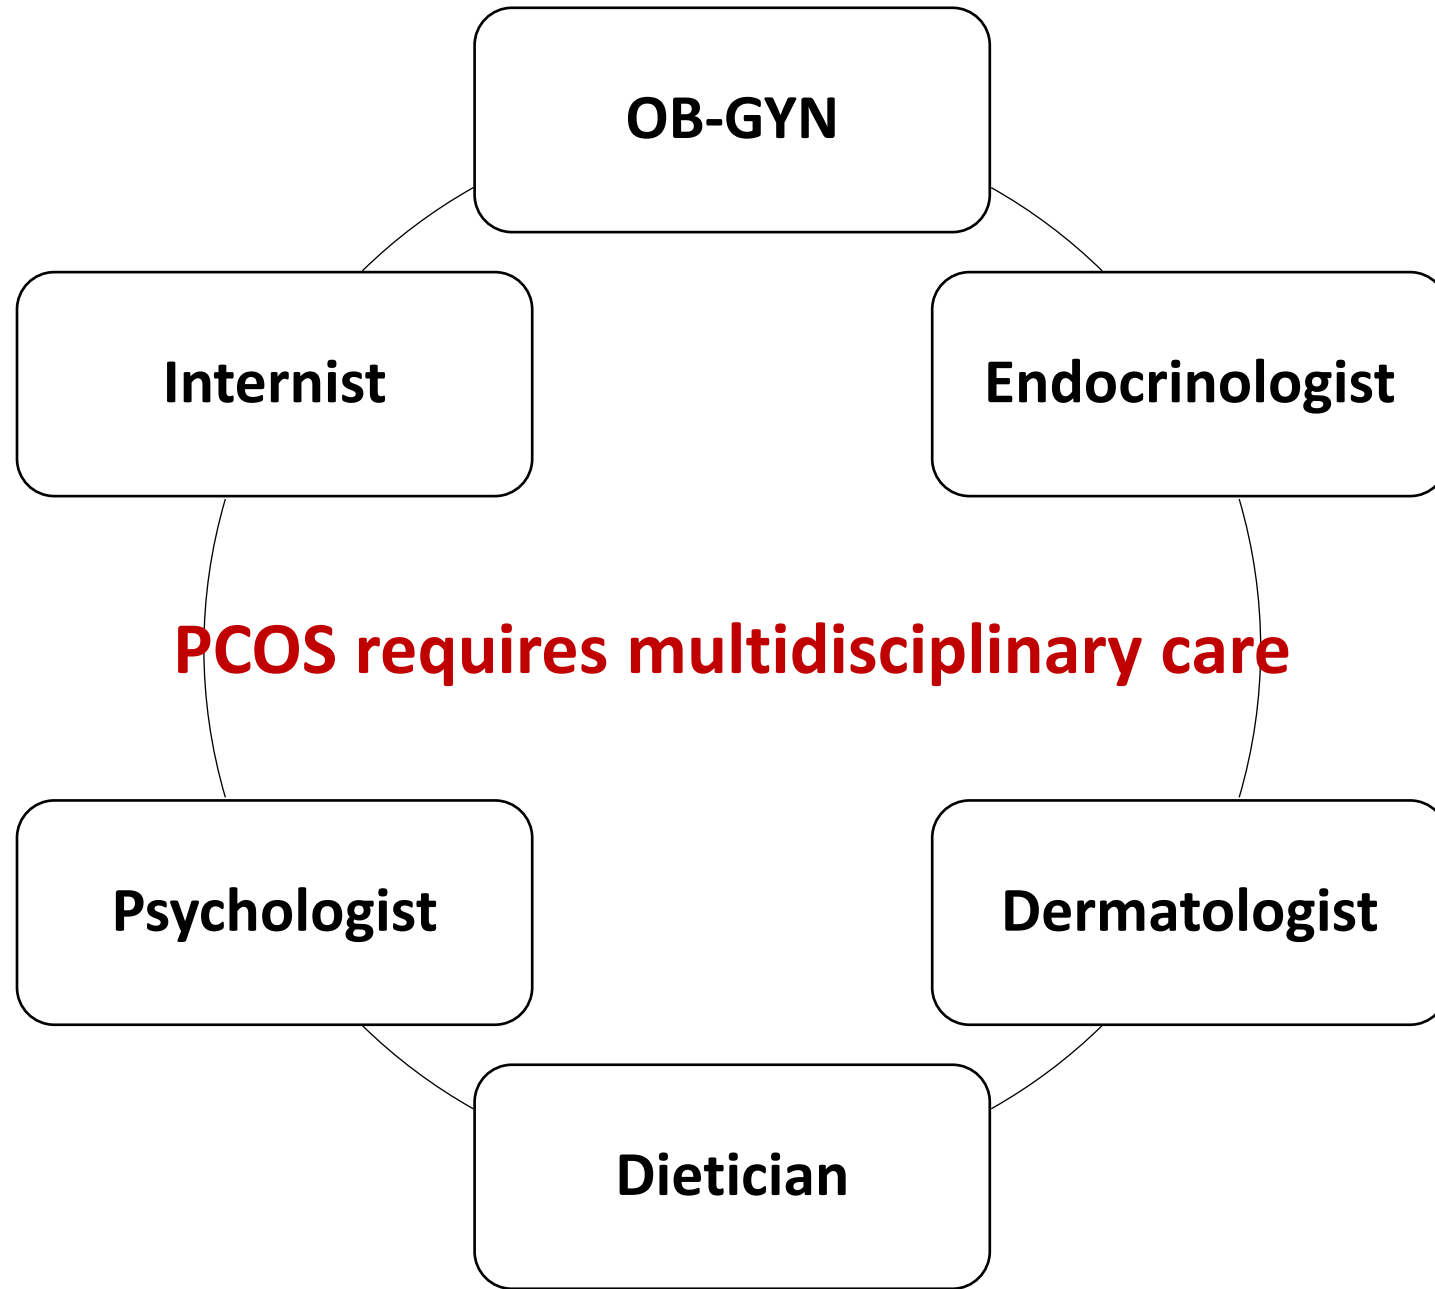 OB-GYN
Internist
Endocrinologist
PCOS requires multidisciplinary care
Psychologist
Dermatologist
Dietician